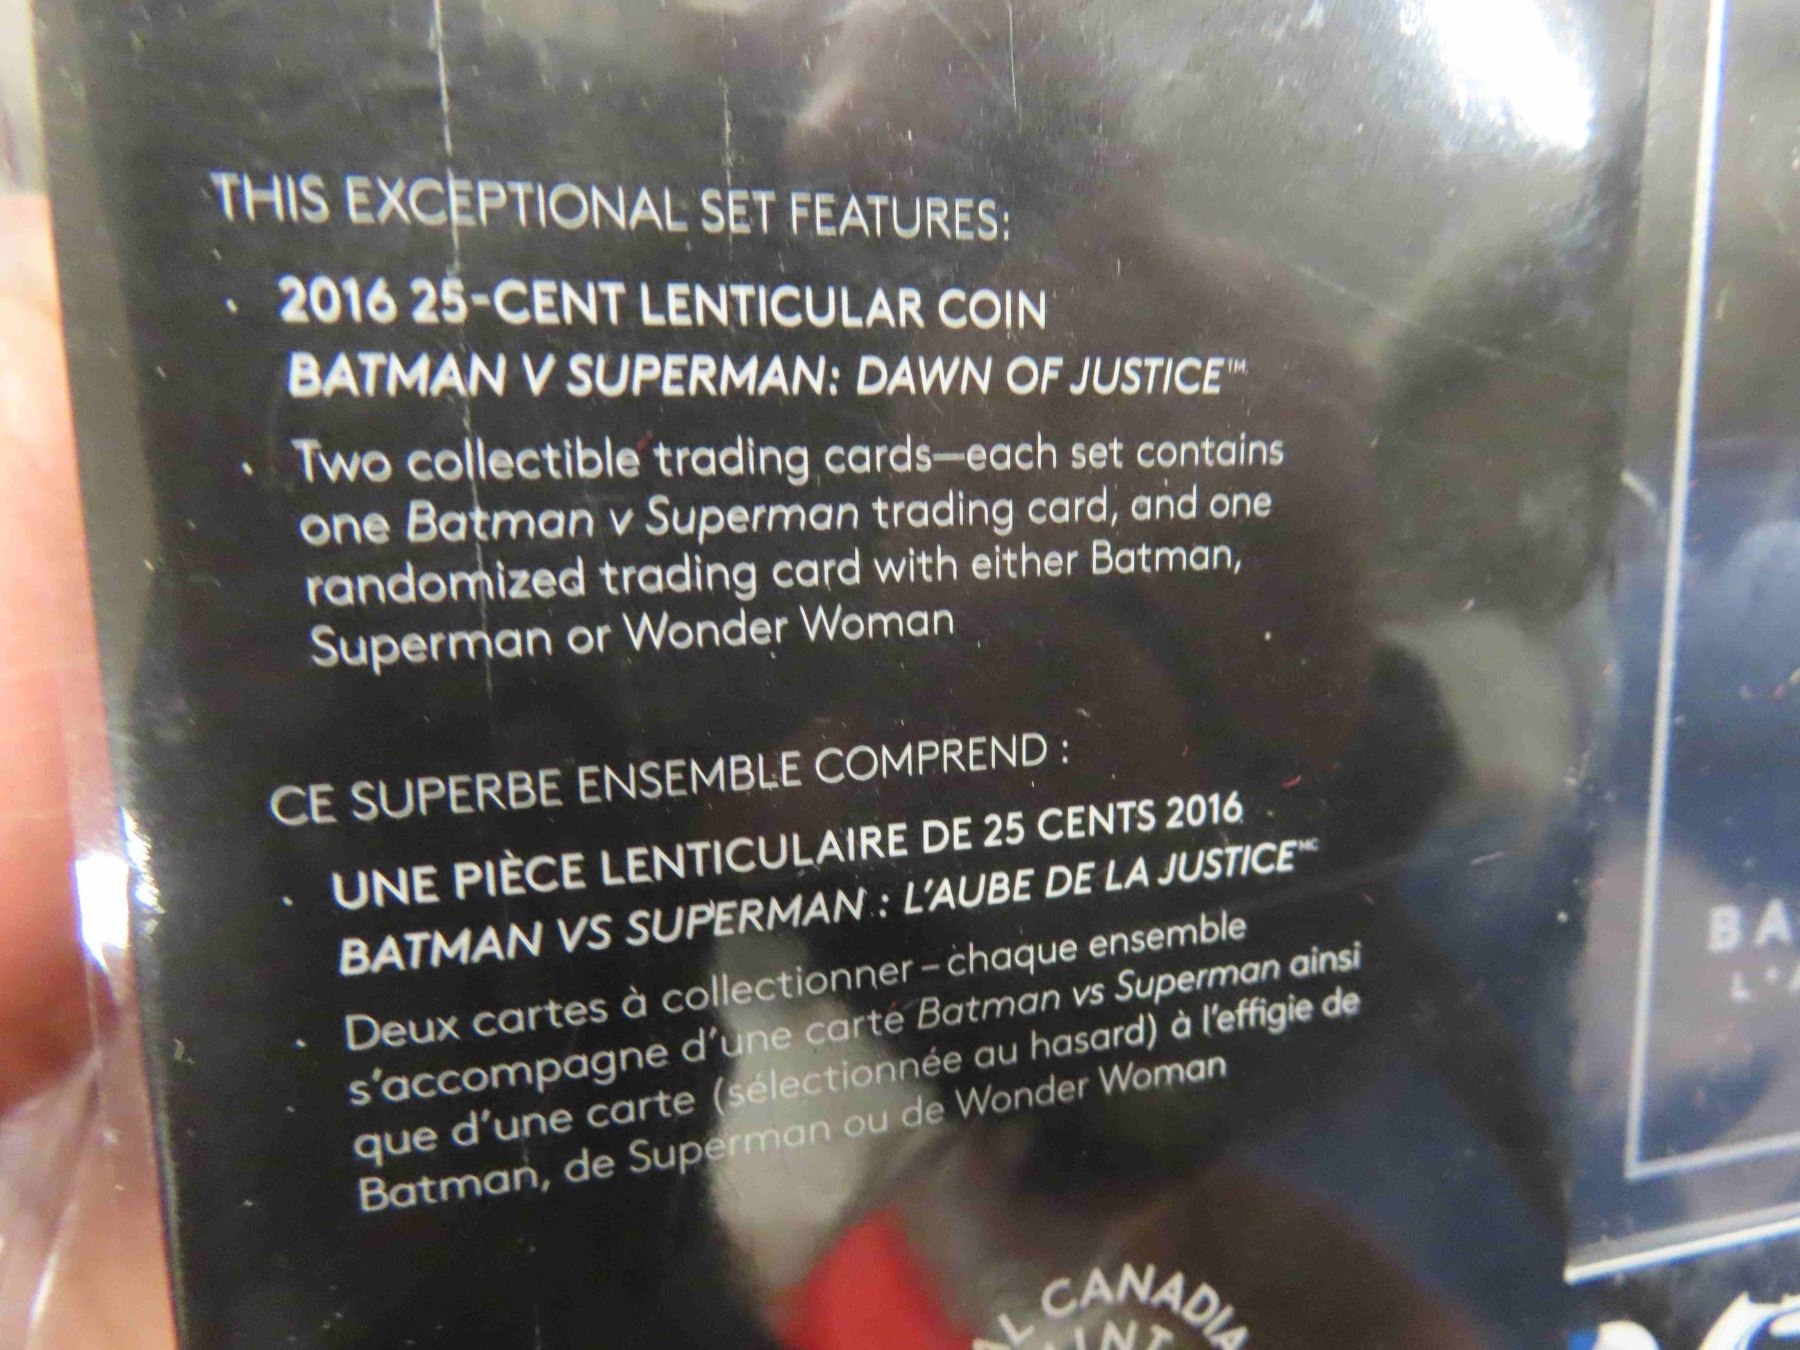 THIS EXCEPTIONAL SET FEATURES:
· 2016 25-CENT LENTICULAR COIN
BATMAN V SUPERMAN: DAWN OF JUSTICE™
· Two collectible trading cards—each set contains
one Batman v Superman trading card, and one
randomized trading card with either Batman,
Superman or Wonder Woman
CE SUPERBE ENSEMBLE COMPREND :
· UNE PIÈCE LENTICULAIRE DE 25 CENTS 2016
BATMAN VS SUPERMAN : L'AUBE DE LA JUSTICE MC
· Deux cartes à collectionner – chaque ensemble
s'accompagne d'une carte Batman vs Superman ainsi
que d'une carte (sélectionnée au hasard) à l'effigie de
Batman, de Superman ou de Wonder Woman